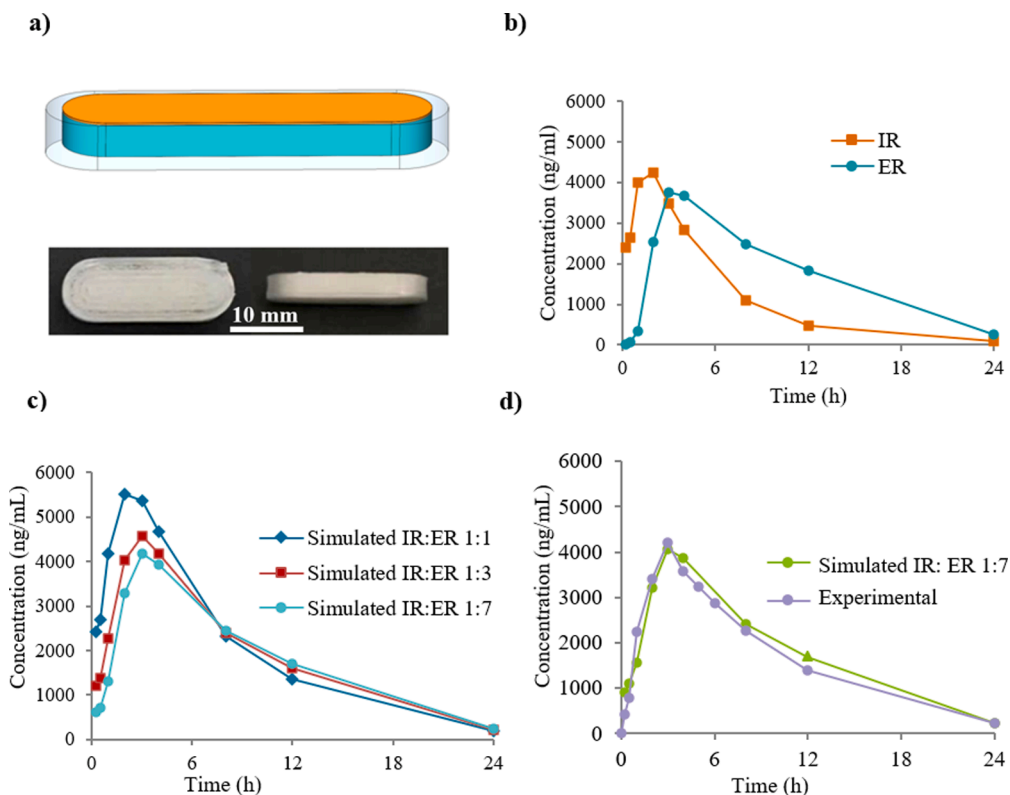 a)
10 mm
b)
6000
5000
4000
3000
2000
1000
0
0
6
12
18
24
Concentration (ng/ml)
Time (h)
IR
ER
c)
6000
5000
4000
3000
2000
1000
0
0
6
12
18
24
Concentration (ng/mL)
Time (h)
Simulated IR:ER 1:1
Simulated IR:ER 1:3
Simulated IR:ER 1:7
d)
6000
5000
4000
3000
2000
1000
0
0
6
12
18
24
Concentration (ng/mL)
Time (h)
Simulated IR: ER 1:7
Experimental